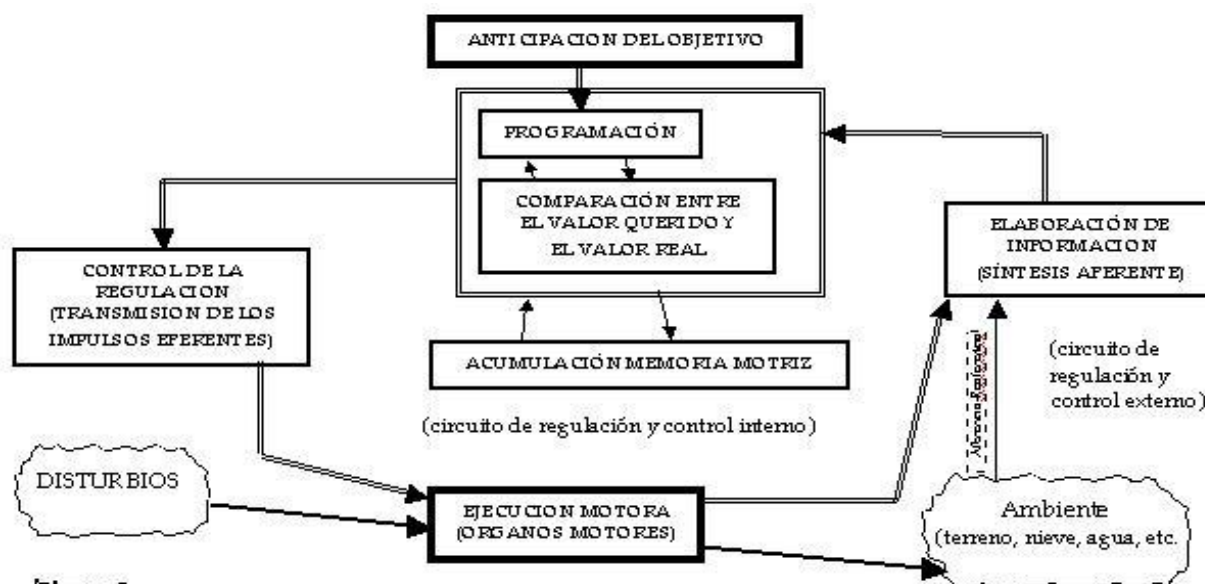 ANTICIPACION DEL OBJETIVO
PROGRAMACIÓN
COMPARACIÓN ENTRE
EL VALOR QUERIDO Y
EL VALOR REAL
ELABORACIÓN DE
INFORMACION
(SÍNTESIS AFERENTE)
CONTROL DE LA
REGULACION
(TRANSMISION DE LOS
IMPULSOS EFERENTES)
ACUMULACIÓN MEMORIA MOTRIZ
(circuito de
regulación y
control externo)
(circuito de regulación y control interno)
DISTURBIOS
EJECUCION MOTORA
(ORGANOS MOTORES)
Ambiente
(terreno, nieve, agua, etc.